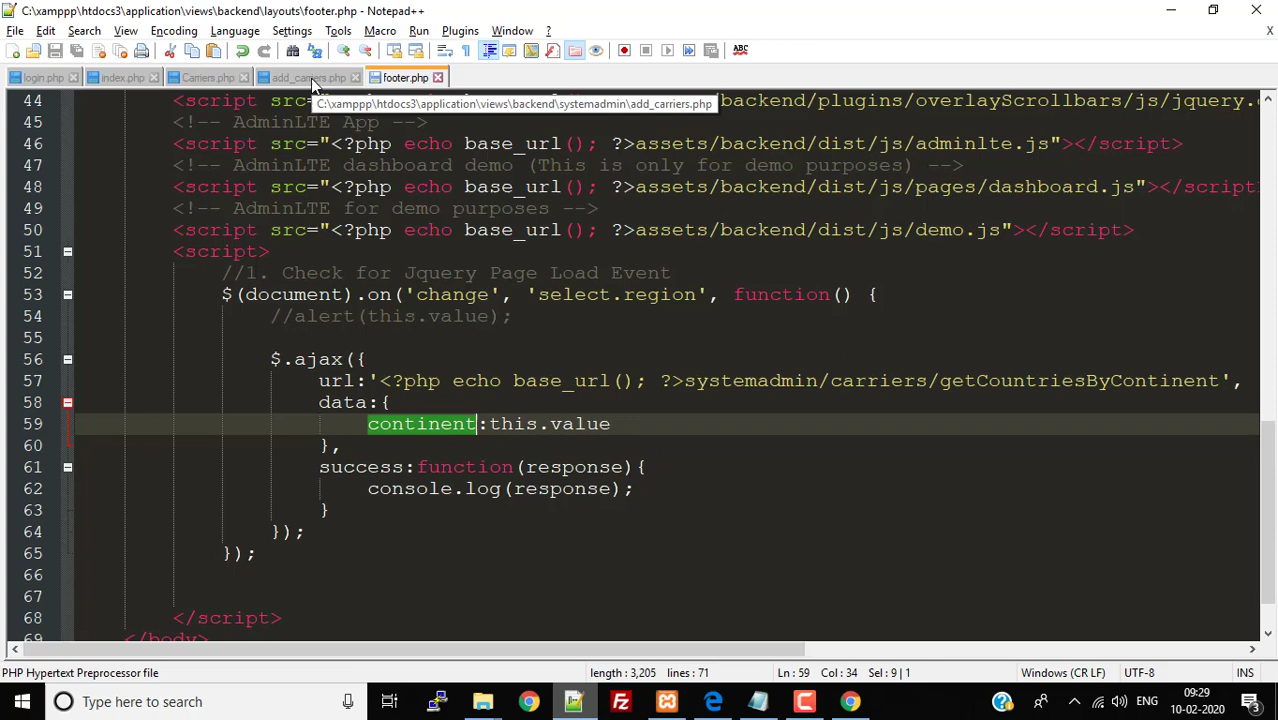 C:\xamppp\htdocs3\application\views\backend\layouts\footer.php - Notepad++
File Edit Search View Encoding Language Settings Tools Macro Run Plugins Window ? X
login.php index.php Carriers.php add_carriers.php footer.php
C:\xamppp\htdocs3\application\views\backend\systemadmin\add_carriers.php
44 <script src="<?php /backend/plugins/overlayScrollbars/js/jquery.
45 <!-- AdminLTE App -->
46 <script src="<?php echo base_url(); ?>assets/backend/dist/js/adminlte.js"></script>
47 <!-- AdminLTE dashboard demo (This is only for demo purposes) -->
48 <script src="<?php echo base_url(); ?>assets/backend/dist/js/pages/dashboard.js"></script
49 <!-- AdminLTE for demo purposes -->
50 <script src="<?php echo base_url(); ?>assets/backend/dist/js/demo.js"></script>
51 <script>
52 //1. Check for Jquery Page Load Event
53 $(document).on('change', 'select.region', function() {
54 //alert(this.value);
55
56 $.ajax({
57 url:'<?php echo base_url(); ?>systemadmin/carriers/getCountriesByContinent',
58 data:{
59 continent:this.value
60 },
61 success:function(response){
62 console.log(response);
63 }
64 });
65 });
66
67
68 </script>
69 </body>
PHP Hypertext Preprocessor file length : 3,205 lines : 71 Ln : 59 Col : 34 Sel : 9 | 1 Windows (CR LF) UTF-8 INS
Type here to search ENG 09:29
10-02-2020 3